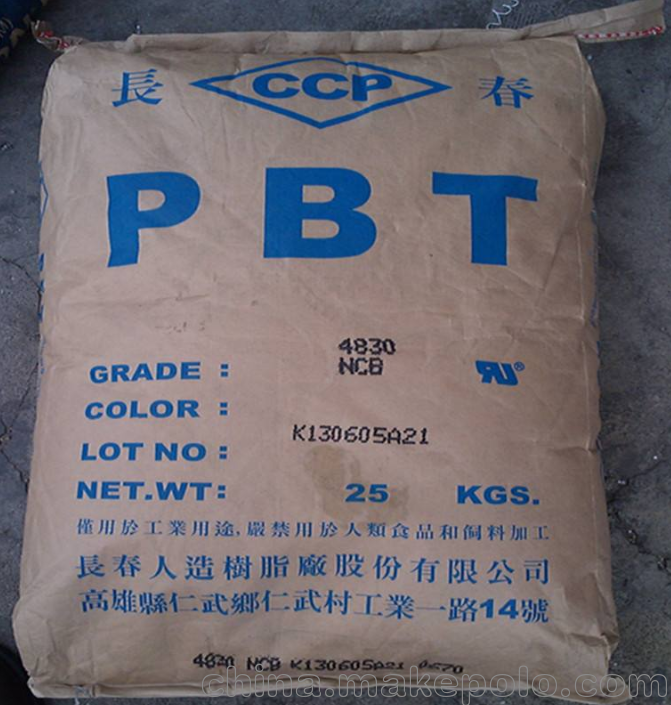 長 CCP 春
PBT
GRADE : 4830
NCB
COLOR :
LOT NO : K130605A21
NET.WT: 25 KGS.
僅用於工業用途,嚴禁用於人類食品和飼料加工
長春人造樹脂廠股份有限公司
高雄縣仁武鄉仁武村工業一路14號
4830 NCB K130605A21
china.makepolo.com